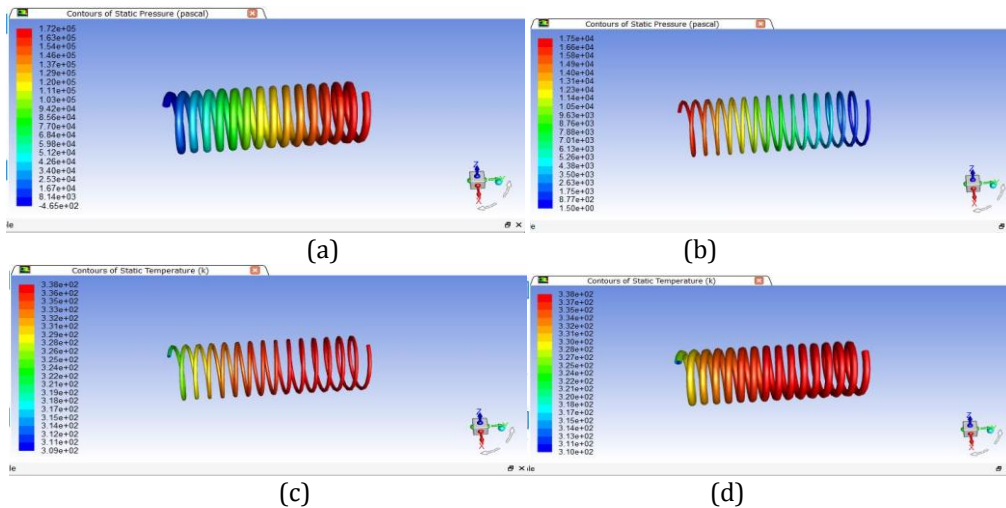 Contours of Static Pressure (pascal)
1.72e+05
1.63e+05
1.54e+05
1.46e+05
1.37e+05
1.29e+05
1.20e+05
1.11e+05
1.03e+05
9.42e+04
8.56e+04
7.70e+04
6.84e+04
5.98e+04
5.12e+04
4.26e+04
3.40e+04
2.53e+04
1.67e+04
8.14e+03
-4.65e+02
Z
Y
X
le
(a)
Contours of Static Pressure (pascal)
1.75e+04
1.66e+04
1.58e+04
1.49e+04
1.40e+04
1.31e+04
1.23e+04
1.14e+04
1.05e+04
9.63e+03
8.76e+03
7.88e+03
7.01e+03
6.13e+03
5.26e+03
4.38e+03
3.50e+03
2.63e+03
1.75e+03
8.77e+02
1.50e+00
Z
Y
X
le
(b)
Contours of Static Temperature (k)
3.38e+02
3.36e+02
3.35e+02
3.33e+02
3.32e+02
3.31e+02
3.29e+02
3.28e+02
3.26e+02
3.25e+02
3.24e+02
3.22e+02
3.21e+02
3.19e+02
3.18e+02
3.17e+02
3.15e+02
3.14e+02
3.12e+02
3.11e+02
3.09e+02
Z
Y
X
le
(c)
Contours of Static Temperature (k)
3.38e+02
3.37e+02
3.35e+02
3.34e+02
3.32e+02
3.31e+02
3.30e+02
3.28e+02
3.27e+02
3.25e+02
3.24e+02
3.22e+02
3.21e+02
3.20e+02
3.18e+02
3.17e+02
3.15e+02
3.14e+02
3.13e+02
3.11e+02
3.10e+02
Z
Y
X
le
(d)